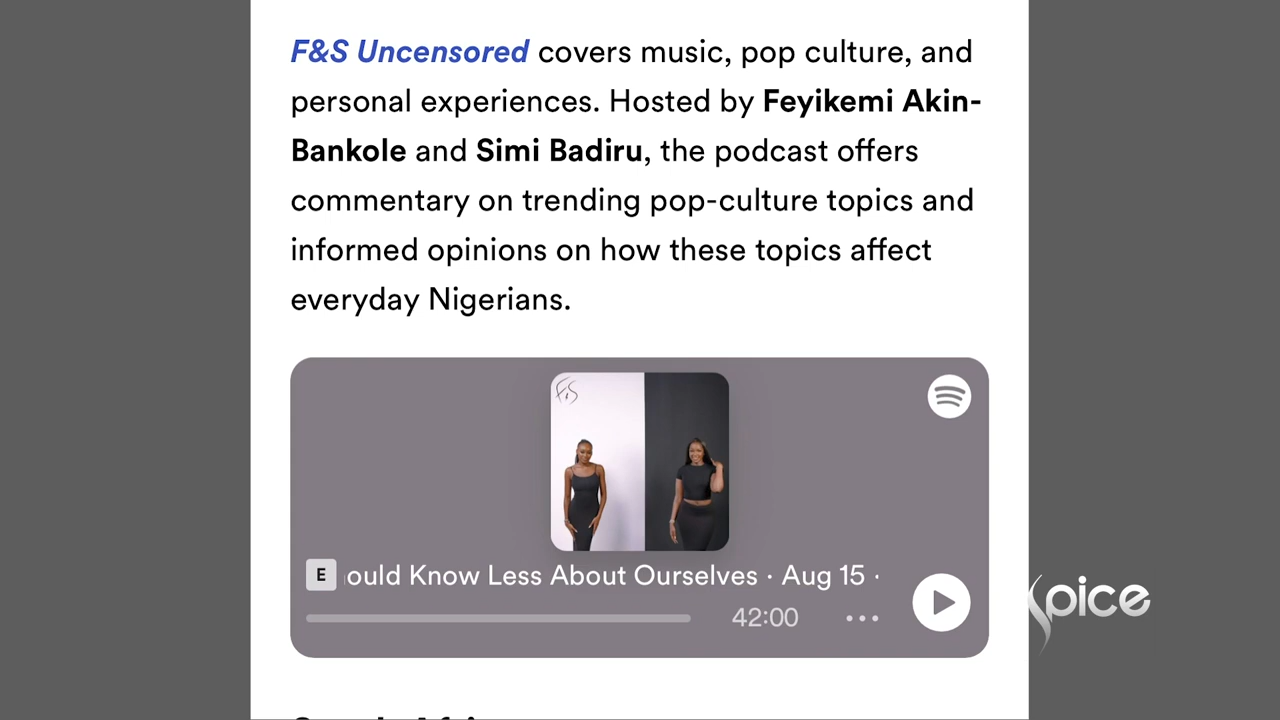 F&S Uncensored covers music, pop culture, and
personal experiences. Hosted by Feyikemi Akin-
Bankole and Simi Badiru, the podcast offers
commentary on trending pop-culture topics and
informed opinions on how these topics affect
everyday Nigerians.
F&S
E ould Know Less About Ourselves · Aug 15 ·
42:00
Spice